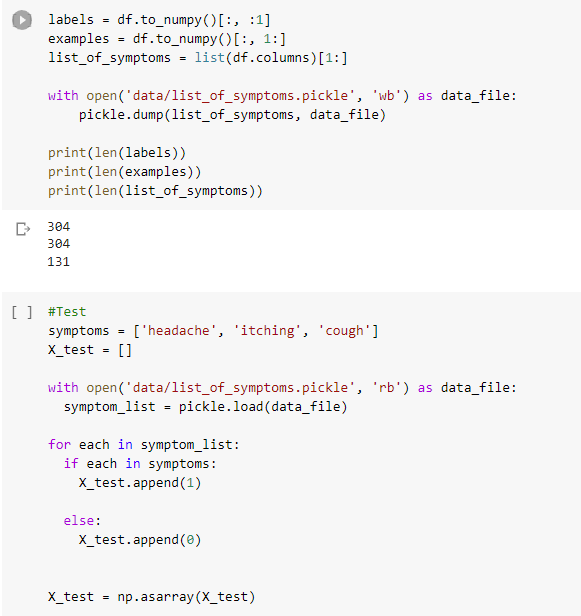 labels = df.to_numpy()[:, :1]
examples = df.to_numpy()[:, 1:]
list_of_symptoms = list(df.columns)[1:]
with open('data/list_of_symptoms.pickle', 'wb') as data_file:
    pickle.dump(list_of_symptoms, data_file)
print(len(labels))
print(len(examples))
print(len(list_of_symptoms))
304
304
131
[ ] #Test
symptoms = ['headache', 'itching', 'cough']
X_test = []
with open('data/list_of_symptoms.pickle', 'rb') as data_file:
  symptom_list = pickle.load(data_file)
for each in symptom_list:
  if each in symptoms:
    X_test.append(1)
  else:
    X_test.append(0)
X_test = np.asarray(X_test)